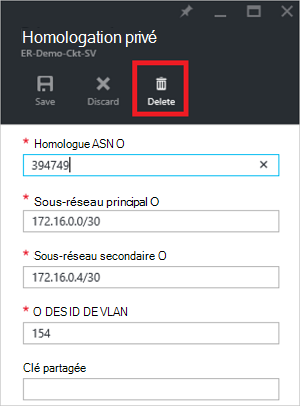 Homologation privé
ER-Demo-Ckt-SV
Save Discard Delete
* Homologue ASN O
394749
* Sous-réseau principal O
172.16.0.0/30
* Sous-réseau secondaire O
172.16.0.4/30
* O DES ID DE VLAN
154
Clé partagée